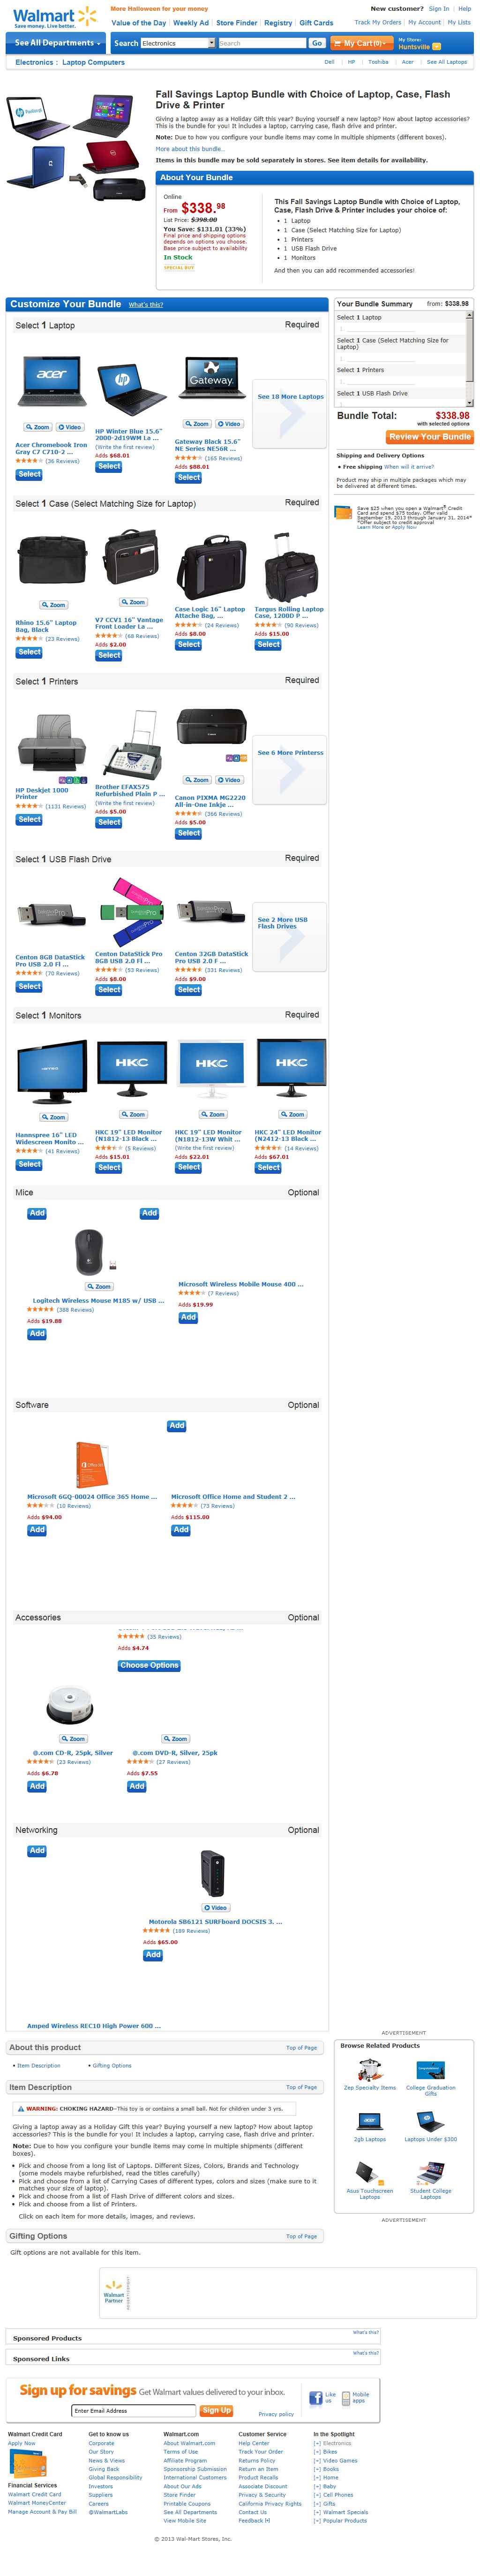 Walmart
Save money. Live better.
More Halloween for your money
New customer? Sign In | Help
Value of the Day | Weekly Ad | Store Finder | Registry | Gift Cards
Track My Orders | My Account | My Lists
See All Departments
Search Electronics Search Go
My Cart(0)
My Store:
Huntsville
Electronics : Laptop Computers
Dell HP Toshiba Acer See All Laptops
Fall Savings Laptop Bundle with Choice of Laptop, Case, Flash
Drive & Printer
Giving a laptop away as a Holiday Gift this year? Buying yourself a new laptop? How about laptop accessories?
This is the bundle for you! It includes a laptop, carrying case, flash drive and printer.
Note: Due to how you configure your bundle items may come in multiple shipments (different boxes).
More about this bundle..
Items in this bundle may be sold separately in stores. See item details for availability.
About Your Bundle
Online
From $338.98
List Price: $398.00
You Save: $131.01 (33%)
Final price and shipping options
depends on options you choose.
Base price subject to availability
In Stock
SPECIAL BUY
This Fall Savings Laptop Bundle with Choice of Laptop,
Case, Flash Drive & Printer includes your choice of:
• 1 Laptop
• 1 Case (Select Matching Size for Laptop)
• 1 Printers
• 1 USB Flash Drive
• 1 Monitors
And then you can add recommended accessories!
Customize Your Bundle What's this?
Select 1 Laptop Required
acer
hp
Gateway
See 18 More Laptops
Zoom Video
Zoom Video
Acer Chromebook Iron
Gray C7 C710-2 ...
(36 Reviews)
Select
HP Winter Blue 15.6"
2000-2d19WM La ...
(Write the first review)
Adds $68.01
Select
Gateway Black 15.6"
NE Series NE56R ...
(165 Reviews)
Adds $88.01
Select
Select 1 Case (Select Matching Size for Laptop) Required
Zoom
Zoom
Rhino 15.6" Laptop
Bag, Black
(23 Reviews)
Select
V7 CCV1 16" Vantage
Front Loader La ...
(68 Reviews)
Adds $2.00
Select
Case Logic 16" Laptop
Attaché Bag, ...
(24 Reviews)
Adds $8.00
Select
Targus Rolling Laptop
Case, 1200D P ...
(90 Reviews)
Adds $15.00
Select
Select 1 Printers Required
See 6 More Printerss
Zoom Video
HP Deskjet 1000
Printer
(1131 Reviews)
Select
Brother EFAX575
Refurbished Plain P ...
(Write the first review)
Adds $5.00
Select
Canon PIXMA MG2220
All-in-One Inkje ...
(366 Reviews)
Adds $5.00
Select
Select 1 USB Flash Drive Required
See 2 More USB
Flash Drives
Centon 8GB DataStick
Pro USB 2.0 Fl ...
(70 Reviews)
Select
Centon DataStick Pro
8GB USB 2.0 Fl ...
(53 Reviews)
Adds $8.00
Select
Centon 32GB DataStick
Pro USB 2.0 F ...
(331 Reviews)
Adds $9.00
Select
Select 1 Monitors Required
HKC
HKC
HKC
Zoom
Zoom
Zoom
Zoom
Hannspree 16" LED
Widescreen Monito ...
(41 Reviews)
Select
HKC 19" LED Monitor
(N1812-13 Black ...
(5 Reviews)
Adds $15.01
Select
HKC 19" LED Monitor
(N1812-13W Whit ...
(Write the first review)
Adds $22.01
Select
HKC 24" LED Monitor
(N2412-13 Black ...
(14 Reviews)
Adds $67.01
Select
Mice Optional
Add
Add
Zoom
Logitech Wireless Mouse M185 w/ USB ...
(388 Reviews)
Adds $19.88
Add
Microsoft Wireless Mobile Mouse 400 ...
(7 Reviews)
Adds $19.99
Add
Software Optional
Add
Microsoft 6GQ-00024 Office 365 Home ...
(10 Reviews)
Adds $94.00
Add
Microsoft Office Home and Student 2 ...
(73 Reviews)
Adds $115.00
Add
Accessories Optional
(35 Reviews)
Adds $4.74
Choose Options
Zoom
Zoom
@.com CD-R, 25pk, Silver
(23 Reviews)
Adds $6.78
Add
@.com DVD-R, Silver, 25pk
(27 Reviews)
Adds $7.55
Add
Networking Optional
Add
Video
Motorola SB6121 SURFboard DOCSIS 3. ...
(189 Reviews)
Adds $65.00
Add
Amped Wireless REC10 High Power 600 ...
Your Bundle Summary from: $338.98
Select 1 Laptop
1.
Select 1 Case (Select Matching Size for
Laptop)
1.
Select 1 Printers
1.
Select 1 USB Flash Drive
Bundle Total: $338.98
with selected options
Review Your Bundle
Shipping and Delivery Options
• Free shipping When will it arrive?
Product may ship in multiple packages which may
be delivered at different times.
Save $25 when you open a Walmart® Credit
Card and spend $75 today. Offer valid
September 19, 2013 through January 31, 2014*
*Offer subject to credit approval
Learn More or Apply Now
About this product Top of Page
• Item Description • Gifting Options
Item Description Top of Page
WARNING: CHOKING HAZARD--This toy is or contains a small ball. Not for children under 3 yrs.
Giving a laptop away as a Holiday Gift this year? Buying yourself a new laptop? How about laptop
accessories? This is the bundle for you! It includes a laptop, carrying case, flash drive and printer.
Note: Due to how you configure your bundle items may come in multiple shipments (different
boxes).
• Pick and choose from a long list of Laptops. Different Sizes, Colors, Brands and Technology
(some models maybe refurbished, read the titles carefully)
• Pick and choose from a list of Carrying Cases of different types, colors and sizes (make sure to it
matches your size of laptop).
• Pick and choose from a list of Flash Drive of different colors and sizes.
• Pick and choose from a list of Printers.
Click on each item for more details, images, and reviews.
Gifting Options Top of Page
Gift options are not available for this item.
ADVERTISEMENT
Browse Related Products
Zep Specialty Items
College Graduation
Gifts
2gb Laptops
Laptops Under $300
Asus Touchscreen
Laptops
Student College
Laptops
ADVERTISEMENT
Walmart
Partner
ADVERTISEMENT
Sponsored Products What's this?
Sponsored Links What's this?
Sign up for savings Get Walmart values delivered to your inbox.
Enter Email Address Sign Up Privacy policy
Like
us
Mobile
apps
Walmart Credit Card
Apply Now
Financial Services
Walmart Credit Card
Walmart MoneyCenter
Manage Account & Pay Bill
Get to know us
Corporate
Our Story
News & Views
Giving Back
Global Responsibility
Investors
Suppliers
Careers
@WalmartLabs
Walmart.com
About Walmart.com
Terms of Use
Affiliate Program
Sponsorship Submission
International Customers
About Our Ads
Store Finder
Printable Coupons
See All Departments
View Mobile Site
Customer Service
Help Center
Track Your Order
Returns Policy
Return an Item
Product Recalls
Associate Discount
Privacy & Security
California Privacy Rights
Contact Us
Feedback [+]
In the Spotlight
[+] Electronics
[+] Bikes
[+] Video Games
[+] Books
[+] Home
[+] Baby
[+] Cell Phones
[+] Gifts
[+] Walmart Specials
[+] Popular Products
© 2013 Wal-Mart Stores, Inc.